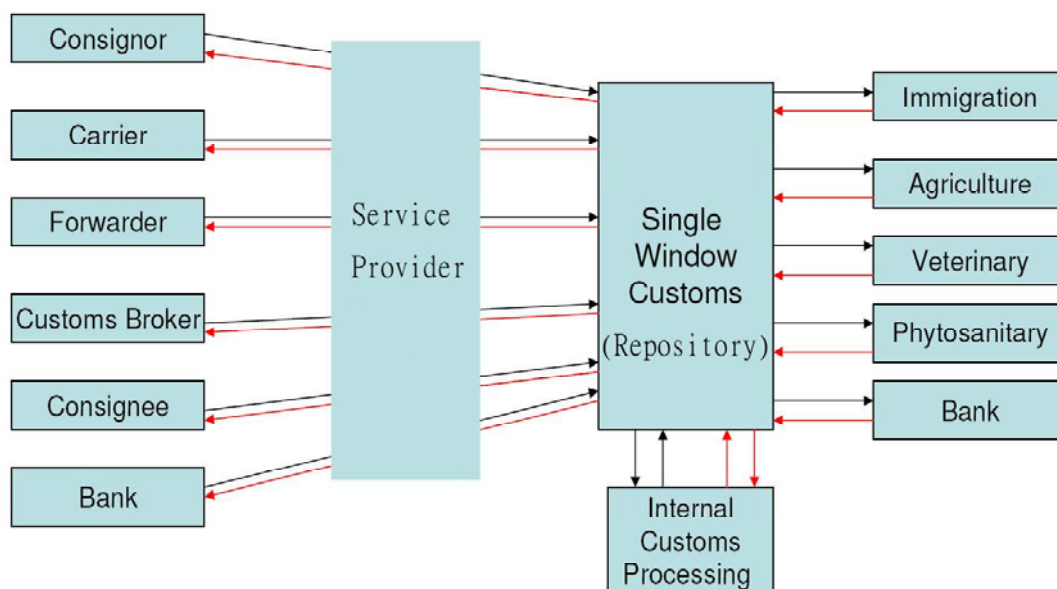 Consignor
Carrier
Forwarder
Customs Broker
Consignee
Bank
Service
Provider
Single
Window
Customs
(Repository)
Immigration
Agriculture
Veterinary
Phytosanitary
Bank
Internal
Customs
Processing